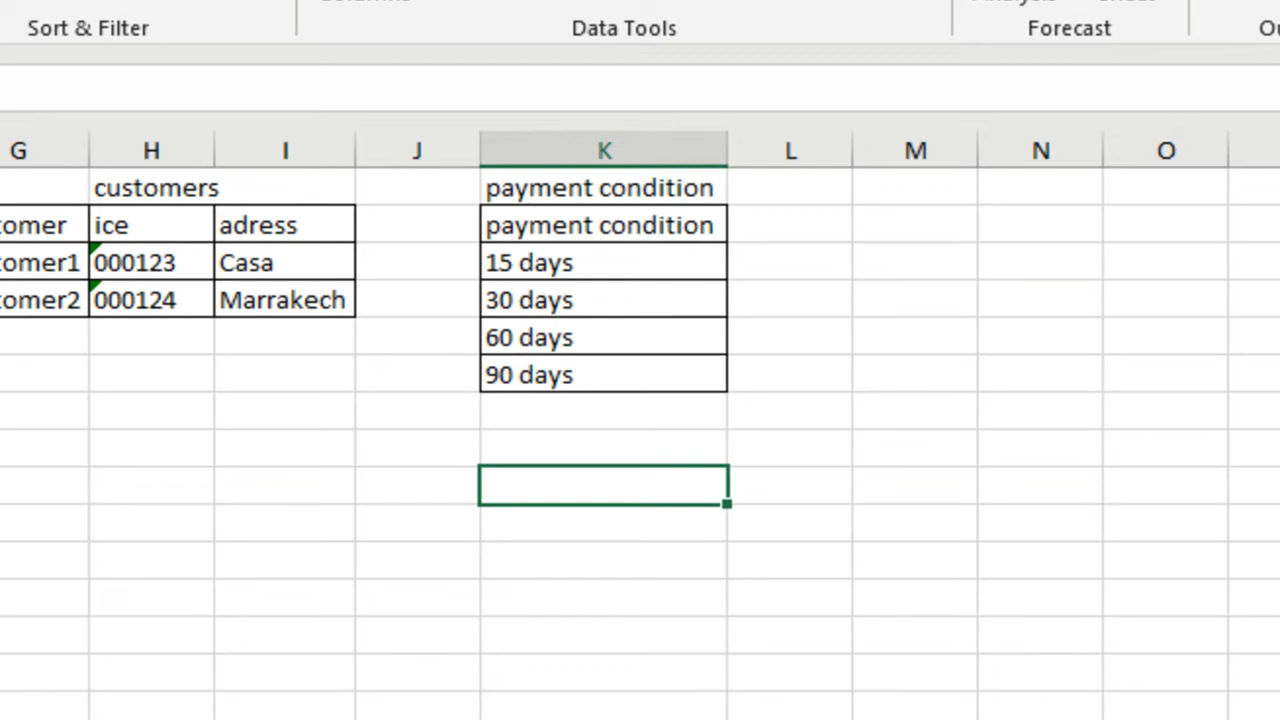 Sort & Filter Data Tools Forecast
G H I J K L M N O
customers payment condition
tomer ice adress payment condition
tomer1 000123 Casa 15 days
tomer2 000124 Marrakech 30 days
60 days
90 days